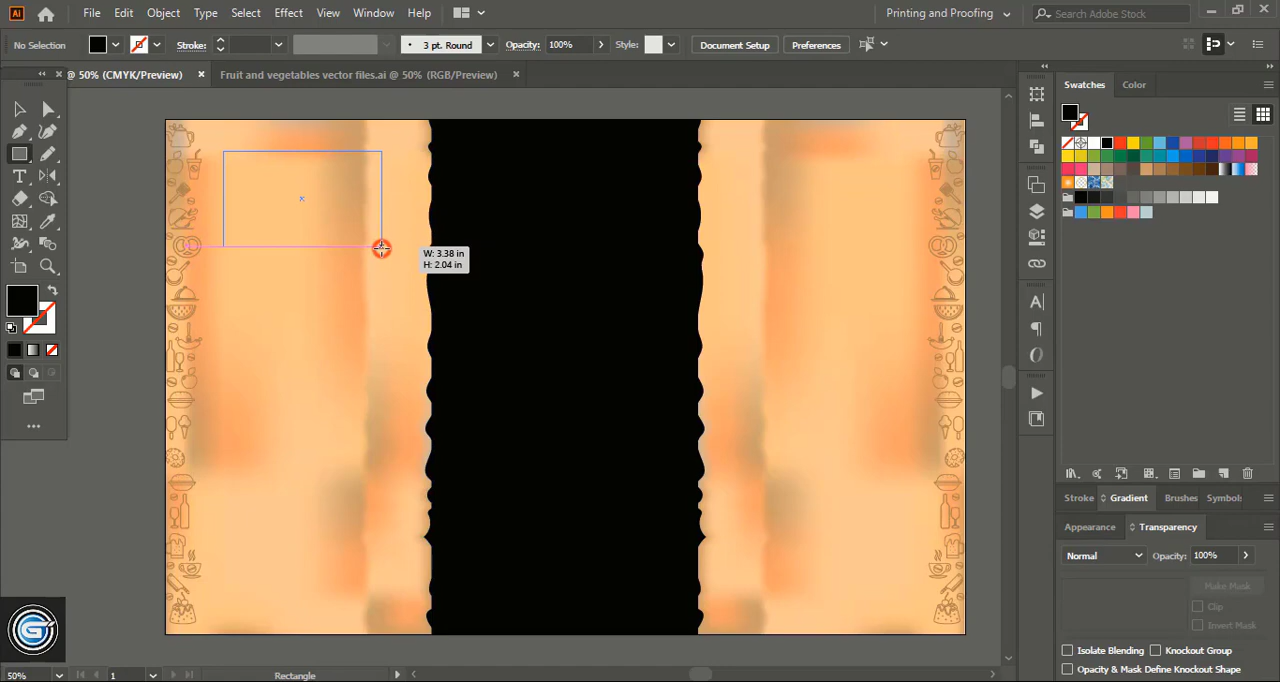 Ai File Edit Object Type Select Effect View Window Help Printing and Proofing Search Adobe Stock
No Selection Stroke: 3 pt. Round Opacity: 100% Style: Document Setup Preferences
@ 50% (CMYK/Preview) × Fruit and vegetables vector files.ai @ 50% (RGB/Preview) ×
Swatches Color
W: 3.38 in
H: 2.04 in
Stroke Gradient Brushes Symbols
Appearance Transparency
Normal Opacity: 100%
Make Mask
Clip
Invert Mask
Isolate Blending Knockout Group
Opacity & Mask Define Knockout Shape
50% 1 Rectangle